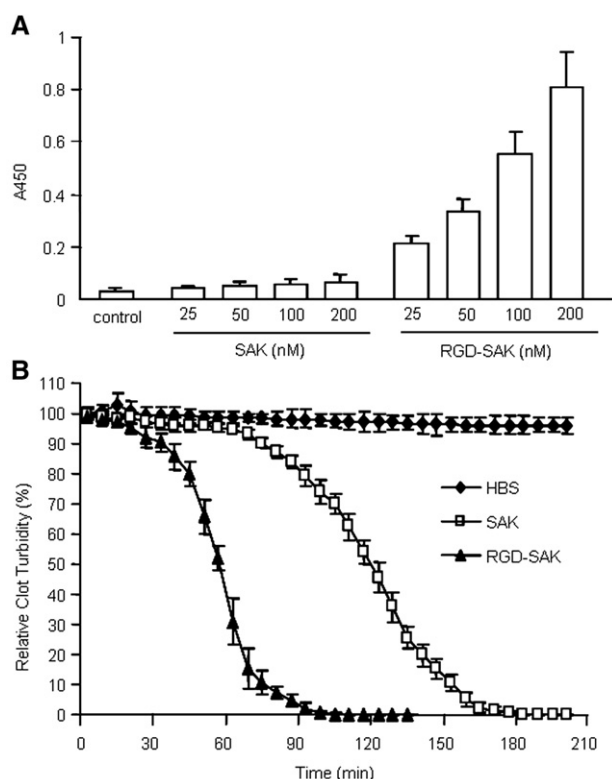 A
1
0.8
0.6
0.4
0.2
0
A450
control
25 50 100 200
SAK (nM)
25 50 100 200
RGD-SAK (nM)
B
110
100
90
80
70
60
50
40
30
20
10
0
Relative Clot Turbidity (%)
HBS
SAK
RGD-SAK
0 30 60 90 120 150 180 210
Time (min)